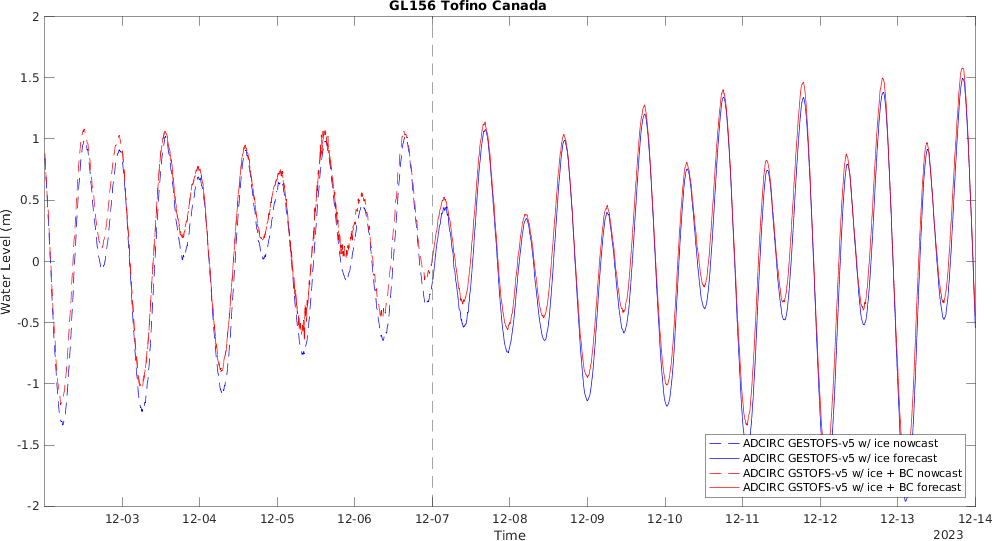 GL156 Tofino Canada
2
1.5
1
0.5
0
-0.5
-1
-1.5
-2
Water Level (m)
ADCIRC GESTOFS-v5 w/ ice nowcast
ADCIRC GESTOFS-v5 w/ ice forecast
ADCIRC GSTOFS-v5 w/ ice + BC nowcast
ADCIRC GSTOFS-v5 w/ ice + BC forecast
12-03 12-04 12-05 12-06 12-07 12-08 12-09 12-10 12-11 12-12 12-13 12-14
Time
2023